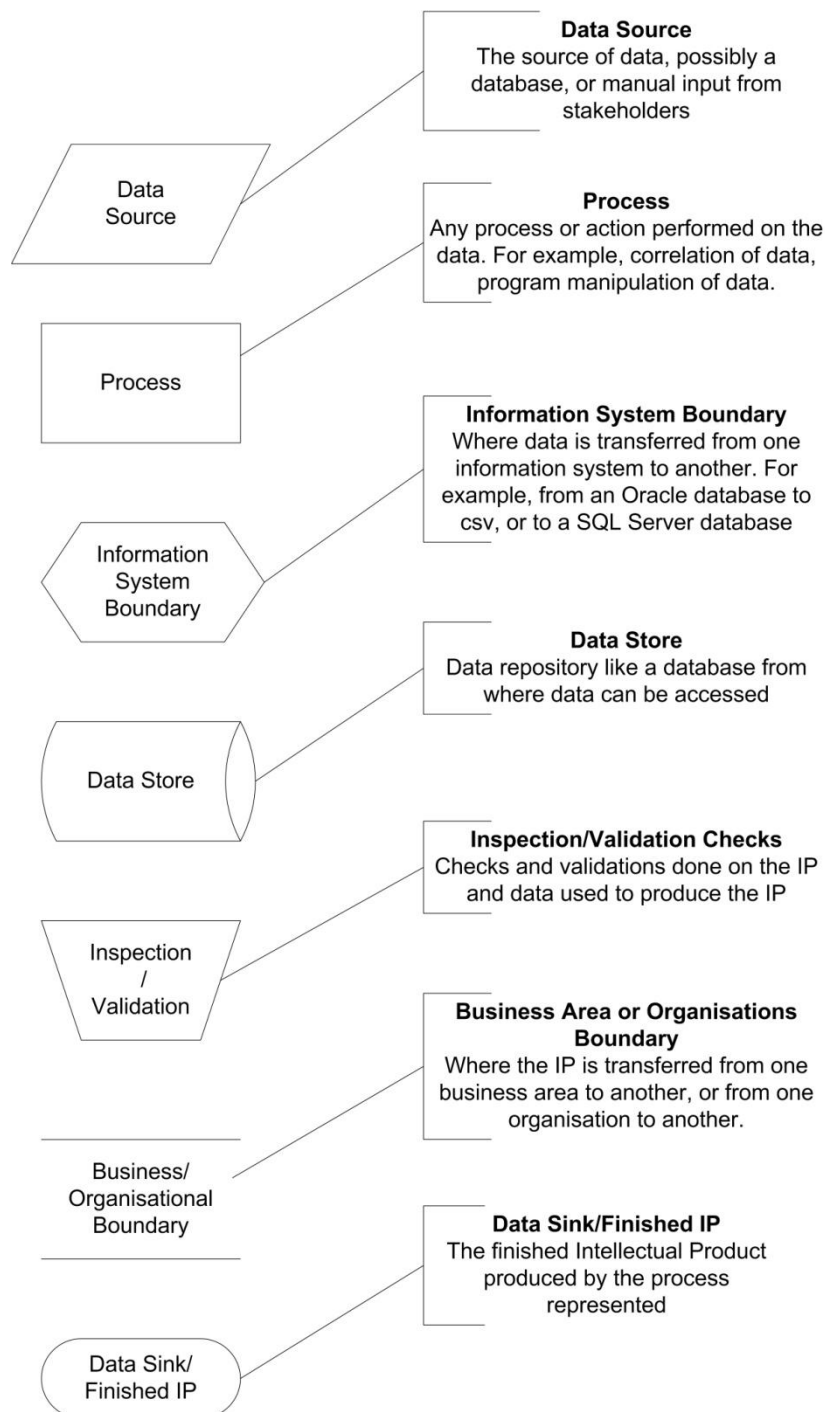 Data Source
The source of data, possibly a
database, or manual input from
stakeholders
Data
Source
Process
Any process or action performed on the
data. For example, correlation of data,
program manipulation of data.
Process
Information System Boundary
Where data is transferred from one
information system to another. For
example, from an Oracle database to
csv, or to a SQL Server database
Information
System
Boundary
Data Store
Data repository like a database from
where data can be accessed
Data Store
Inspection/Validation Checks
Checks and validations done on the IP
and data used to produce the IP
Inspection
/
Validation
Business Area or Organisations
Boundary
Where the IP is transferred from one
business area to another, or from one
organisation to another.
Business/
Organisational
Boundary
Data Sink/Finished IP
The finished Intellectual Product
produced by the process
represented
Data Sink/
Finished IP